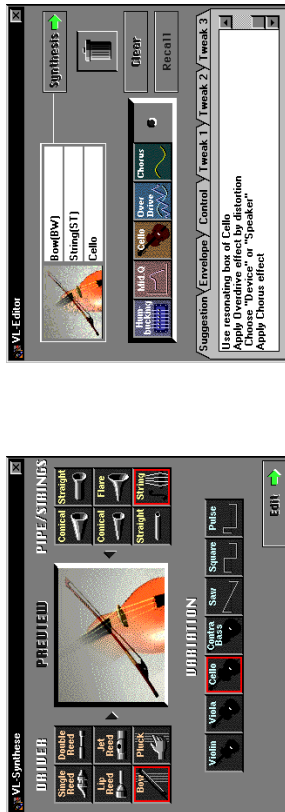 VL-Synthese
DRIVER
PREVIEW
PIPE/STRINGS
Single Reed
Double Reed
Lip Reed
Jet Reed
Bow
Pluck
Conical
Straight
Conical
Flare
Straight
String
VARIATION
Violin
Viola
Cello
Contra Bass
Saw
Square
Pulse
Edit
VL-Editor
Bow(BW)
String(ST)
Cello
Synthesis
Clear
Recall
Hum-
bucking
Mid Q
Cello
Over
Drive
Chorus
Suggestion
Envelope
Control
Tweak 1
Tweak 2
Tweak 3
Use resonating box of Cello
Apply Overdrive effect by distortion
Choose "Device" or "Speaker"
Apply Chorus effect